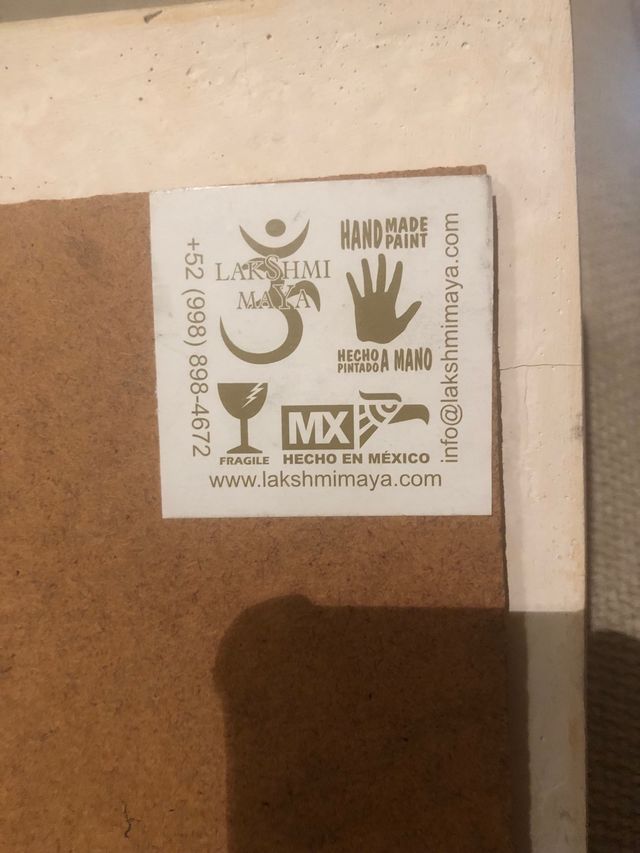 LAKSHMI
MAYA
HAND MADE
PAINT
HECHO
PINTADO A MANO
+52 (998) 898-4672
info@lakshmimaya.com
FRAGILE
MX
HECHO EN MÉXICO
www.lakshmimaya.com